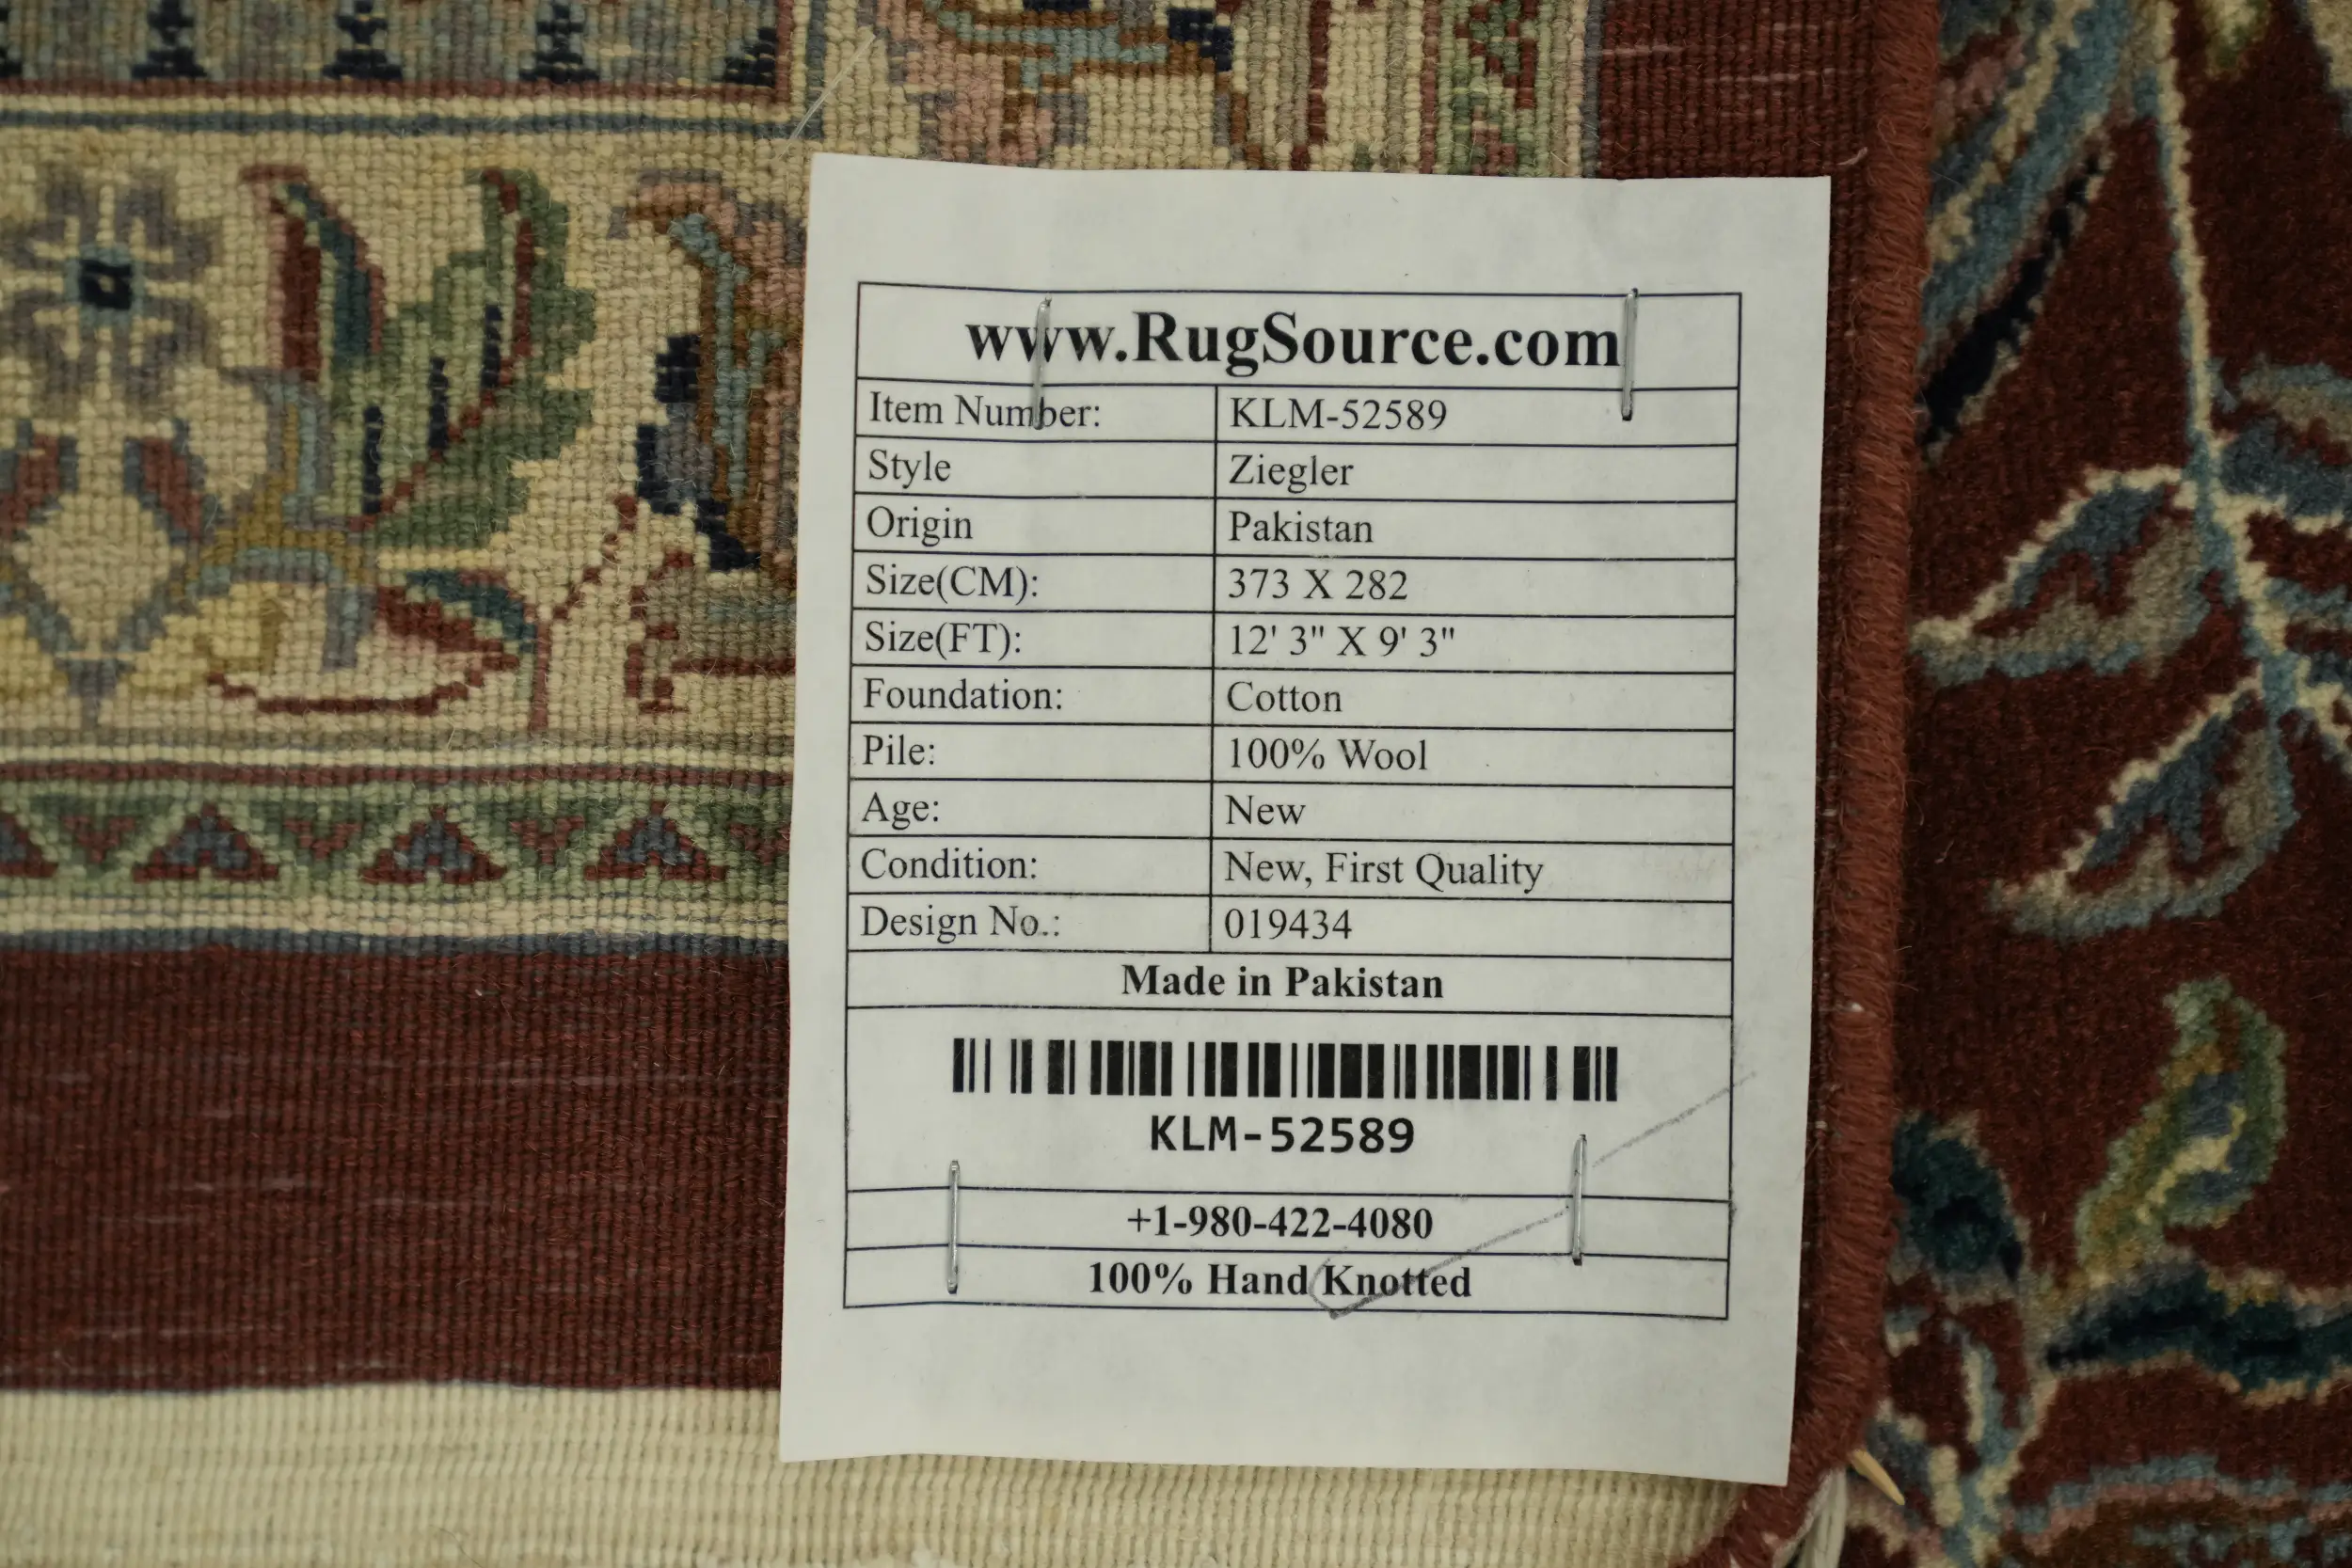 www.RugSource.com
Item Number: KLM-52589
Style Ziegler
Origin Pakistan
Size(CM): 373 X 282
Size(FT): 12' 3" X 9' 3"
Foundation: Cotton
Pile: 100% Wool
Age: New
Condition: New, First Quality
Design No.: 019434
Made in Pakistan
KLM-52589
+1-980-422-4080
100% Hand Knotted